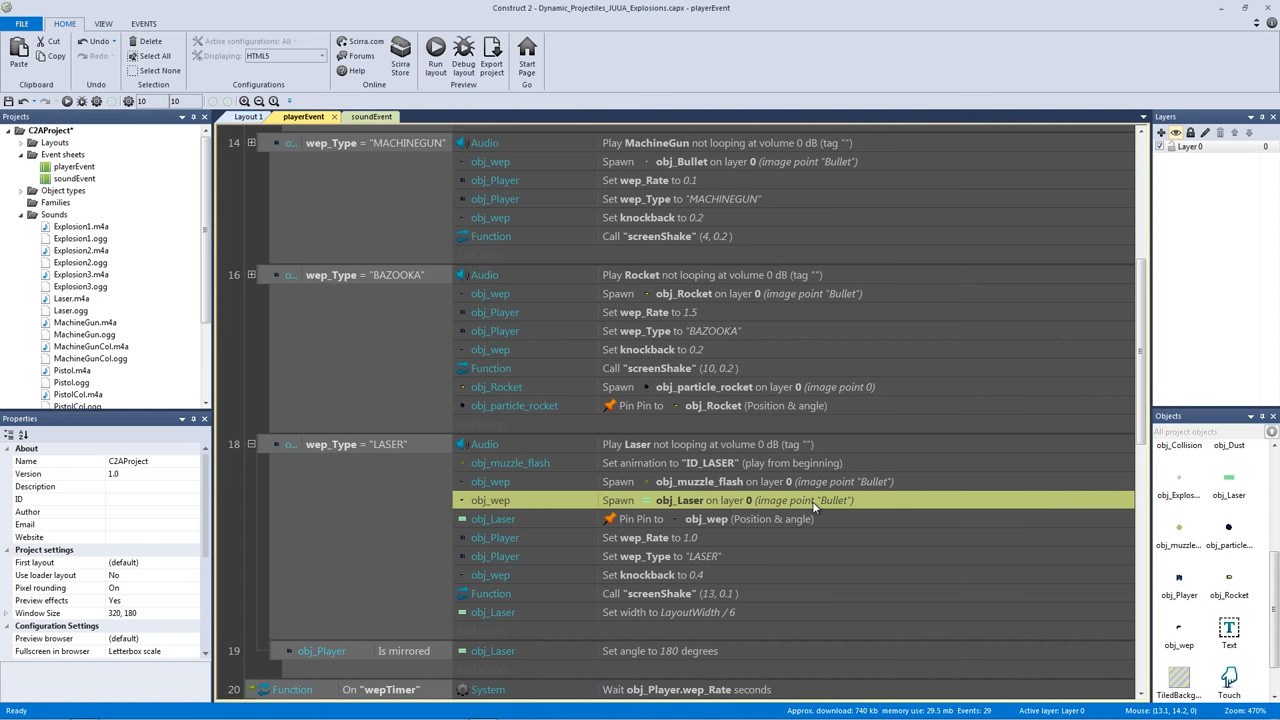 Construct 2 - Dynamic_Projectiles_JUUA_Explosions.capx - playerEvent
FILE HOME VIEW EVENTS
Paste Cut Copy Undo Redo Delete Select All Select None Active configurations: All Displaying: HTML5 Scirra.com Forums Help Scirra Store Run layout Debug layout Export project Start Page
Clipboard Undo Selection Configurations Online Preview Go
10 10
Projects
C2AProject*
Layouts
Event sheets
playerEvent
soundEvent
Object types
Families
Sounds
Explosion1.m4a
Explosion1.ogg
Explosion2.m4a
Explosion2.ogg
Explosion3.m4a
Explosion3.ogg
Laser.m4a
Laser.ogg
MachineGun.m4a
MachineGun.ogg
MachineGunCol.m4a
MachineGunCol.ogg
Pistol.m4a
Pistol.ogg
PistolCol.m4a
PistolCol.ogg
Properties
About
Name C2AProject
Version 1.0
Description
ID
Author
Email
Website
Project settings
First layout (default)
Use loader layout No
Pixel rounding On
Preview effects Yes
Window Size 320, 180
Configuration Settings
Preview browser (default)
Fullscreen in browser Letterbox scale
Layout 1 playerEvent soundEvent
14 o... wep_Type = "MACHINEGUN" Audio Play MachineGun not looping at volume 0 dB (tag "")
obj_wep Spawn obj_Bullet on layer 0 (image point "Bullet")
obj_Player Set wep_Rate to 0.1
obj_Player Set wep_Type to "MACHINEGUN"
obj_wep Set knockback to 0.2
Function Call "screenShake" (4, 0.2 )
16 o... wep_Type = "BAZOOKA" Audio Play Rocket not looping at volume 0 dB (tag "")
obj_wep Spawn obj_Rocket on layer 0 (image point "Bullet")
obj_Player Set wep_Rate to 1.5
obj_Player Set wep_Type to "BAZOOKA"
obj_wep Set knockback to 0.2
Function Call "screenShake" (10, 0.2 )
obj_Rocket Spawn obj_particle_rocket on layer 0 (image point 0)
obj_particle_rocket Pin Pin to obj_Rocket (Position & angle)
18 o... wep_Type = "LASER" Audio Play Laser not looping at volume 0 dB (tag "")
obj_muzzle_flash Set animation to "ID_LASER" (play from beginning)
obj_wep Spawn obj_muzzle_flash on layer 0 (image point "Bullet")
obj_wep Spawn obj_Laser on layer 0 (image point "Bullet")
obj_Laser Pin Pin to obj_wep (Position & angle)
obj_Player Set wep_Rate to 1.0
obj_Player Set wep_Type to "LASER"
obj_wep Set knockback to 0.4
Function Call "screenShake" (13, 0.1 )
obj_Laser Set width to LayoutWidth / 6
Add action
19 obj_Player Is mirrored obj_Laser Set angle to 180 degrees
20 Function On "wepTimer" System Wait obj_Player.wep_Rate seconds
Layers
Layer 0 0
Objects
All project objects
obj_Collision obj_Dust
obj_Explos... obj_Laser
obj_muzzle... obj_particle...
obj_Player obj_Rocket
obj_wep Text
TiledBackg... Touch
Ready Approx. download: 740 kb memory use: 29.5 mb Events: 29 Active layer: Layer 0 Mouse: (13.1, 14.2, 0) Zoom: 470%